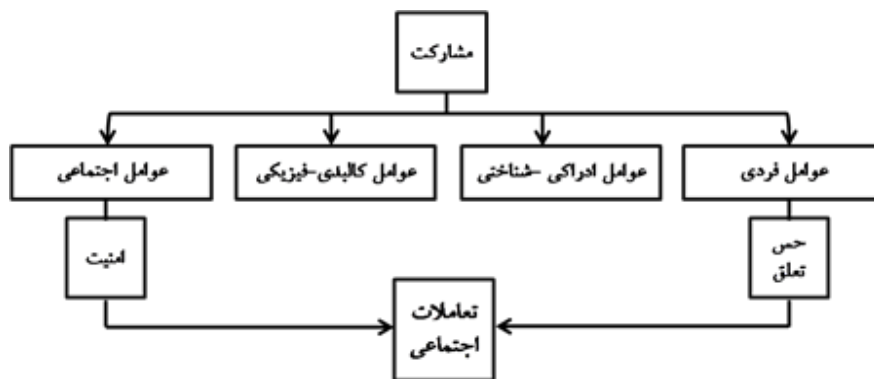 مشارکت
عوامل فردی
عوامل ادراکی -شناختی
عوامل کالبدی-فیزیکی
عوامل اجتماعی
حس
تعلق
امنیت
تعاملات
اجتماعی